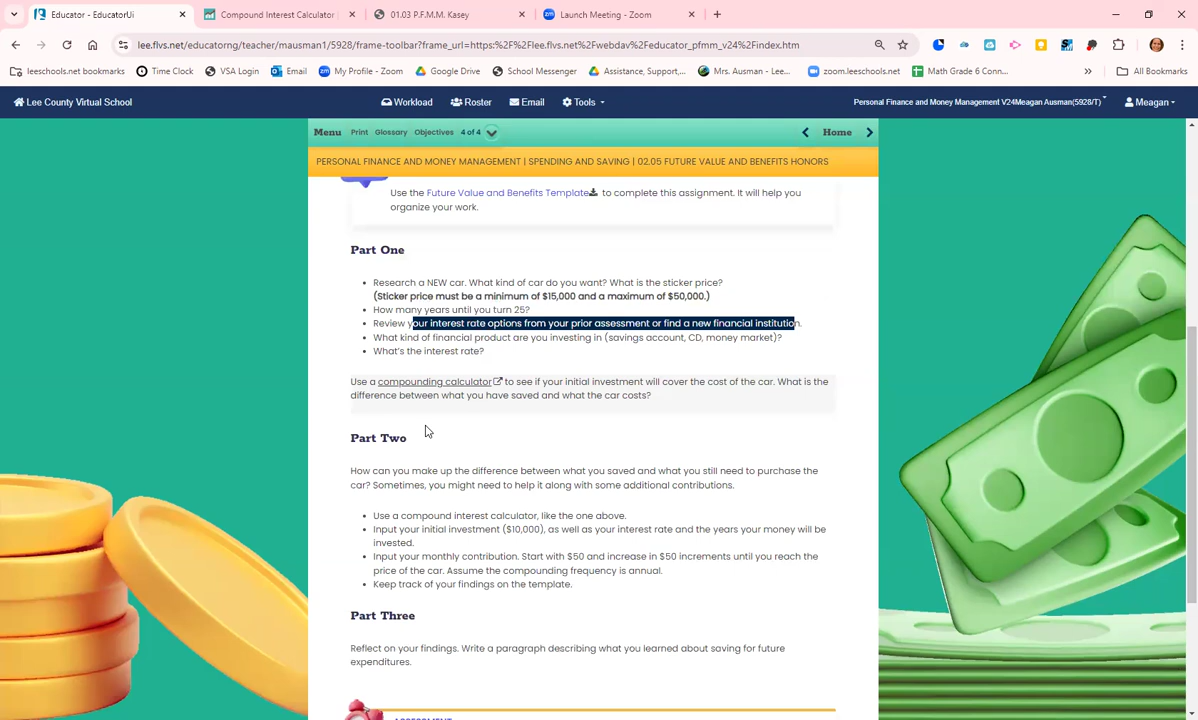 Educator - EducatorUi
Compound Interest Calculator
01.03 P.F.M.M. Kasey
Launch Meeting - Zoom
lee.flvs.net/educatorng/teacher/mausman1/5928/frame-toolbar?frame_url=https:%2F%2Flee.flvs.net%2Fwebdav%2Feducator_pfmm_v24%2Findex.htm
leeschools.net bookmarks
Time Clock
VSA Login
Email
My Profile - Zoom
Google Drive
School Messenger
Assistance, Support,...
Mrs. Ausman - Lee...
zoom.leeschools.net
Math Grade 6 Conn...
»
All Bookmarks
Lee County Virtual School
Workload
Roster
Email
Tools
Personal Finance and Money Management V24Meagan Ausman(5928/T)
Meagan
Menu Print Glossary Objectives 4 of 4
Home
PERSONAL FINANCE AND MONEY MANAGEMENT | SPENDING AND SAVING | 02.05 FUTURE VALUE AND BENEFITS HONORS
Use the Future Value and Benefits Template to complete this assignment. It will help you
organize your work.
Part One
• Research a NEW car. What kind of car do you want? What is the sticker price?
(Sticker price must be a minimum of $15,000 and a maximum of $50,000.)
• How many years until you turn 25?
• Review your interest rate options from your prior assessment or find a new financial institution.
• What kind of financial product are you investing in (savings account, CD, money market)?
• What's the interest rate?
Use a compounding calculator to see if your initial investment will cover the cost of the car. What is the
difference between what you have saved and what the car costs?
Part Two
How can you make up the difference between what you saved and what you still need to purchase the
car? Sometimes, you might need to help it along with some additional contributions.
• Use a compound interest calculator, like the one above.
• Input your initial investment ($10,000), as well as your interest rate and the years your money will be
invested.
• Input your monthly contribution. Start with $50 and increase in $50 increments until you reach the
price of the car. Assume the compounding frequency is annual.
• Keep track of your findings on the template.
Part Three
Reflect on your findings. Write a paragraph describing what you learned about saving for future
expenditures.
ASSESSMENT